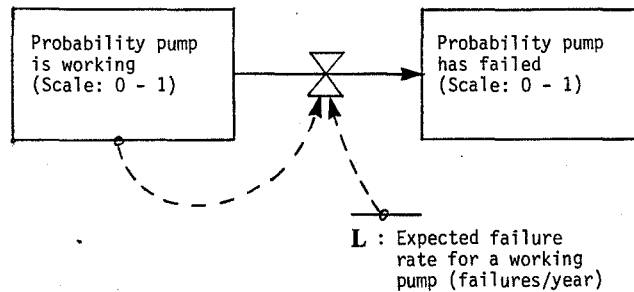 Probability pump
is working
(Scale: 0 - 1)
Probability pump
has failed
(Scale: 0 - 1)
L : Expected failure
rate for a working
pump (failures/year)